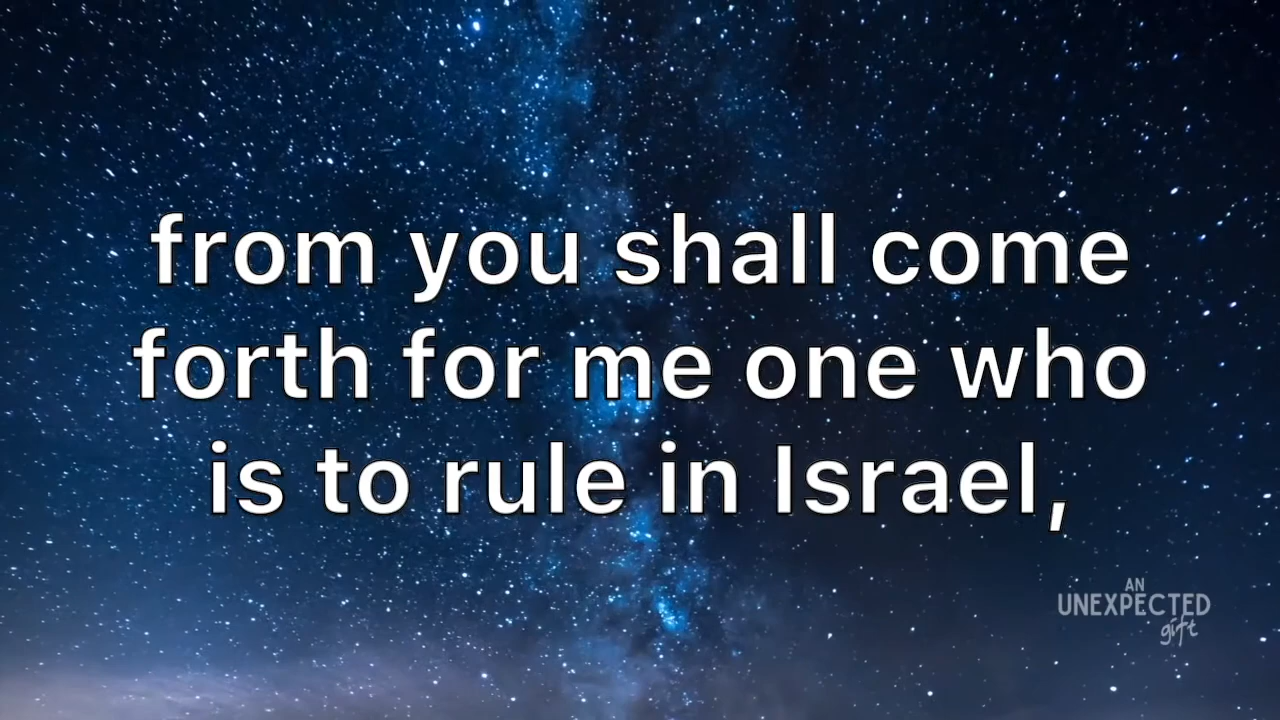 from you shall come
forth for me one who
is to rule in Israel,
AN
UNEXPECTED
gift